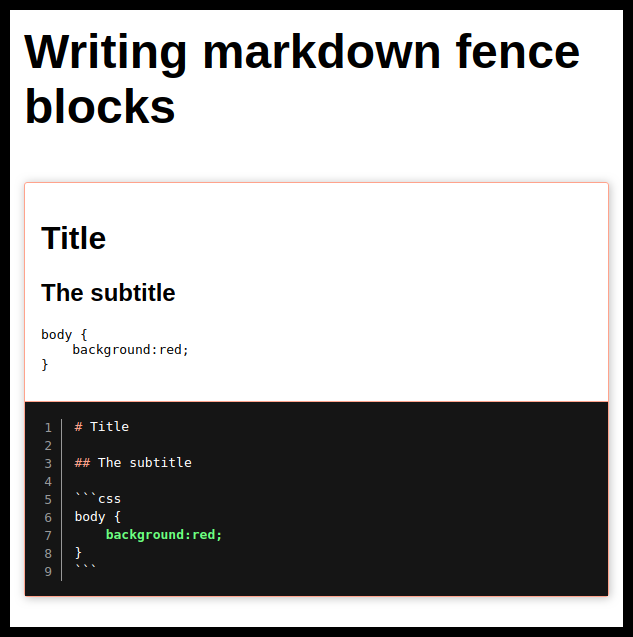 Writing markdown fence
blocks
Title
The subtitle
body {
    background:red;
}
1 # Title
2
3 ## The subtitle
4
5 ```css
6 body {
7     background:red;
8 }
9 ```